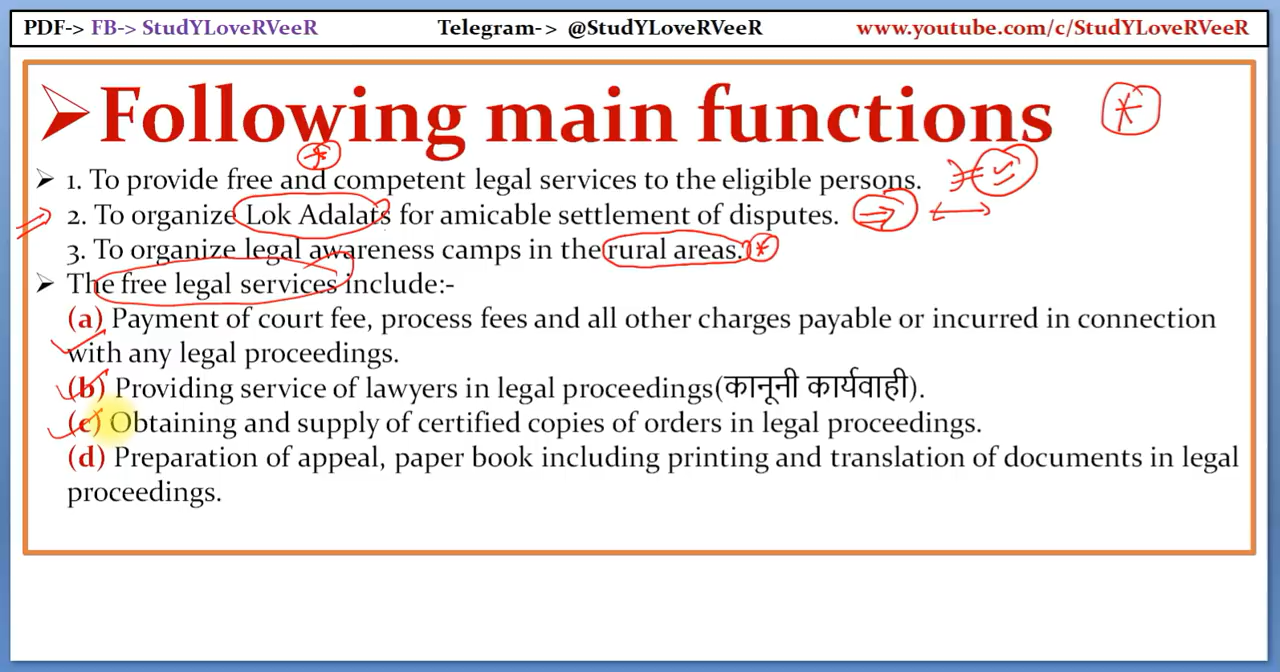 PDF-> FB-> StudYLoveRVeeR Telegram-> @StudYLoveRVeeR www.youtube.com/c/StudYLoveRVeeR
➢Following main functions
➢ 1. To provide free and competent legal services to the eligible persons.
2. To organize Lok Adalats for amicable settlement of disputes.
3. To organize legal awareness camps in the rural areas.
➢ The free legal services include:-
(a) Payment of court fee, process fees and all other charges payable or incurred in connection
with any legal proceedings.
(b) Providing service of lawyers in legal proceedings(कानूनी कार्यवाही).
(c) Obtaining and supply of certified copies of orders in legal proceedings.
(d) Preparation of appeal, paper book including printing and translation of documents in legal
proceedings.